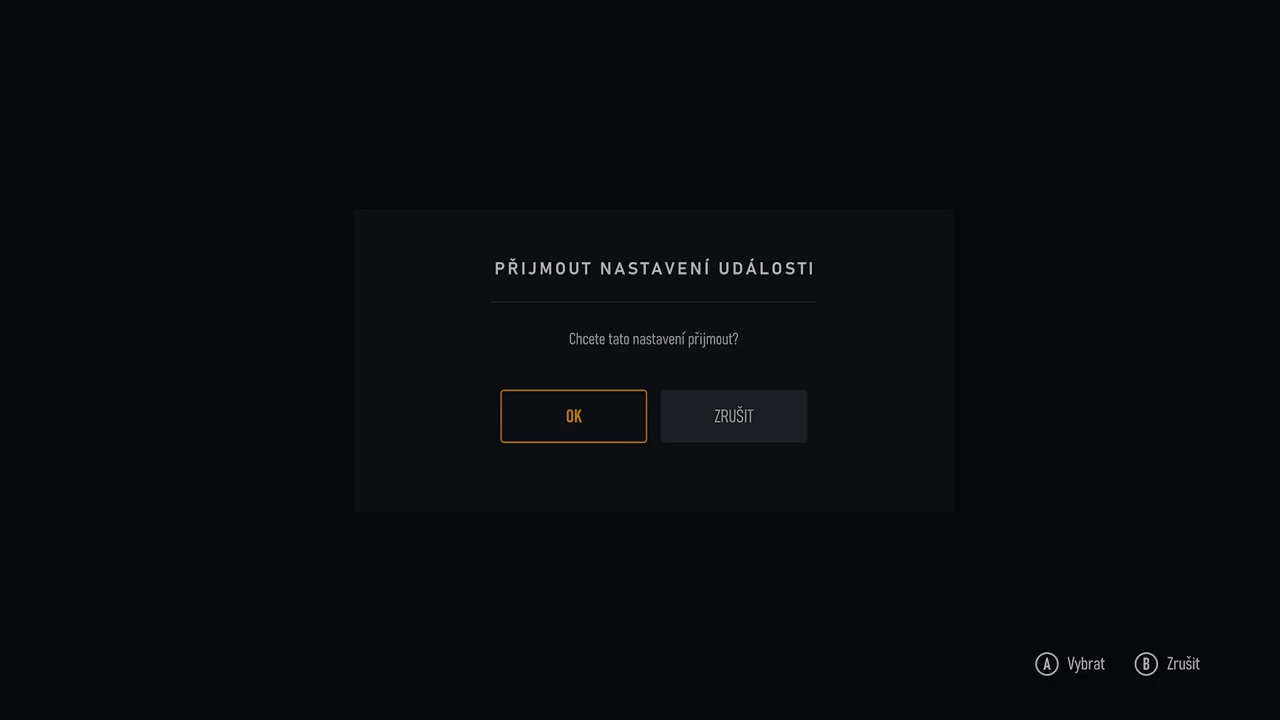 PŘIJMOUT NASTAVENÍ UDÁLOSTI
Chcete tato nastavení přijmout?
OK ZRUŠIT
A Vybrat B Zrušit